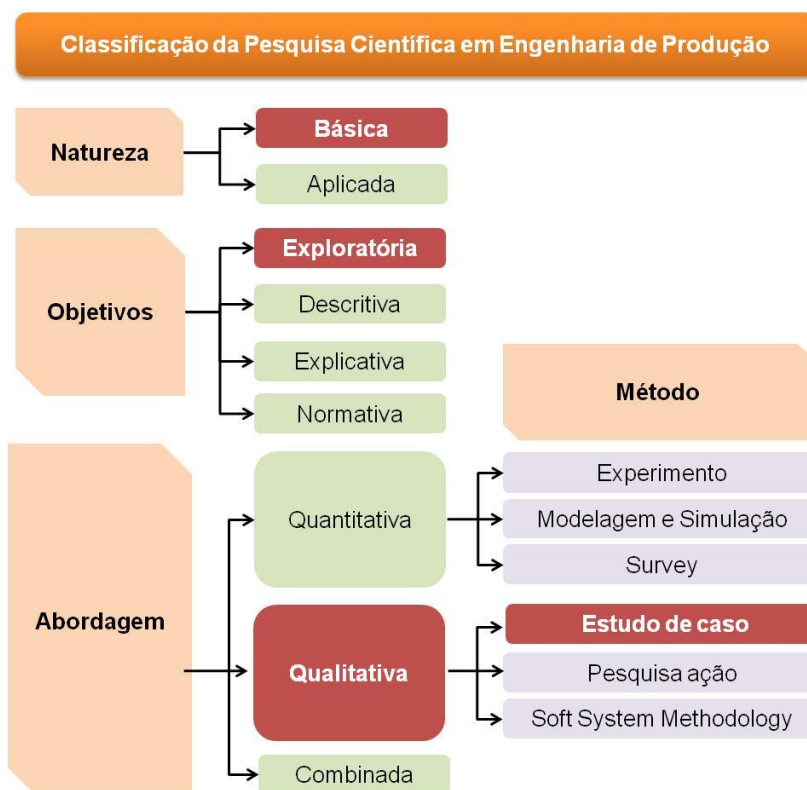 Classificação da Pesquisa Científica em Engenharia de Produção
Natureza
Básica
Aplicada
Objetivos
Exploratória
Descritiva
Explicativa
Normativa
Método
Abordagem
Quantitativa
Experimento
Modelagem e Simulação
Survey
Qualitativa
Estudo de caso
Pesquisa ação
Soft System Methodology
Combinada